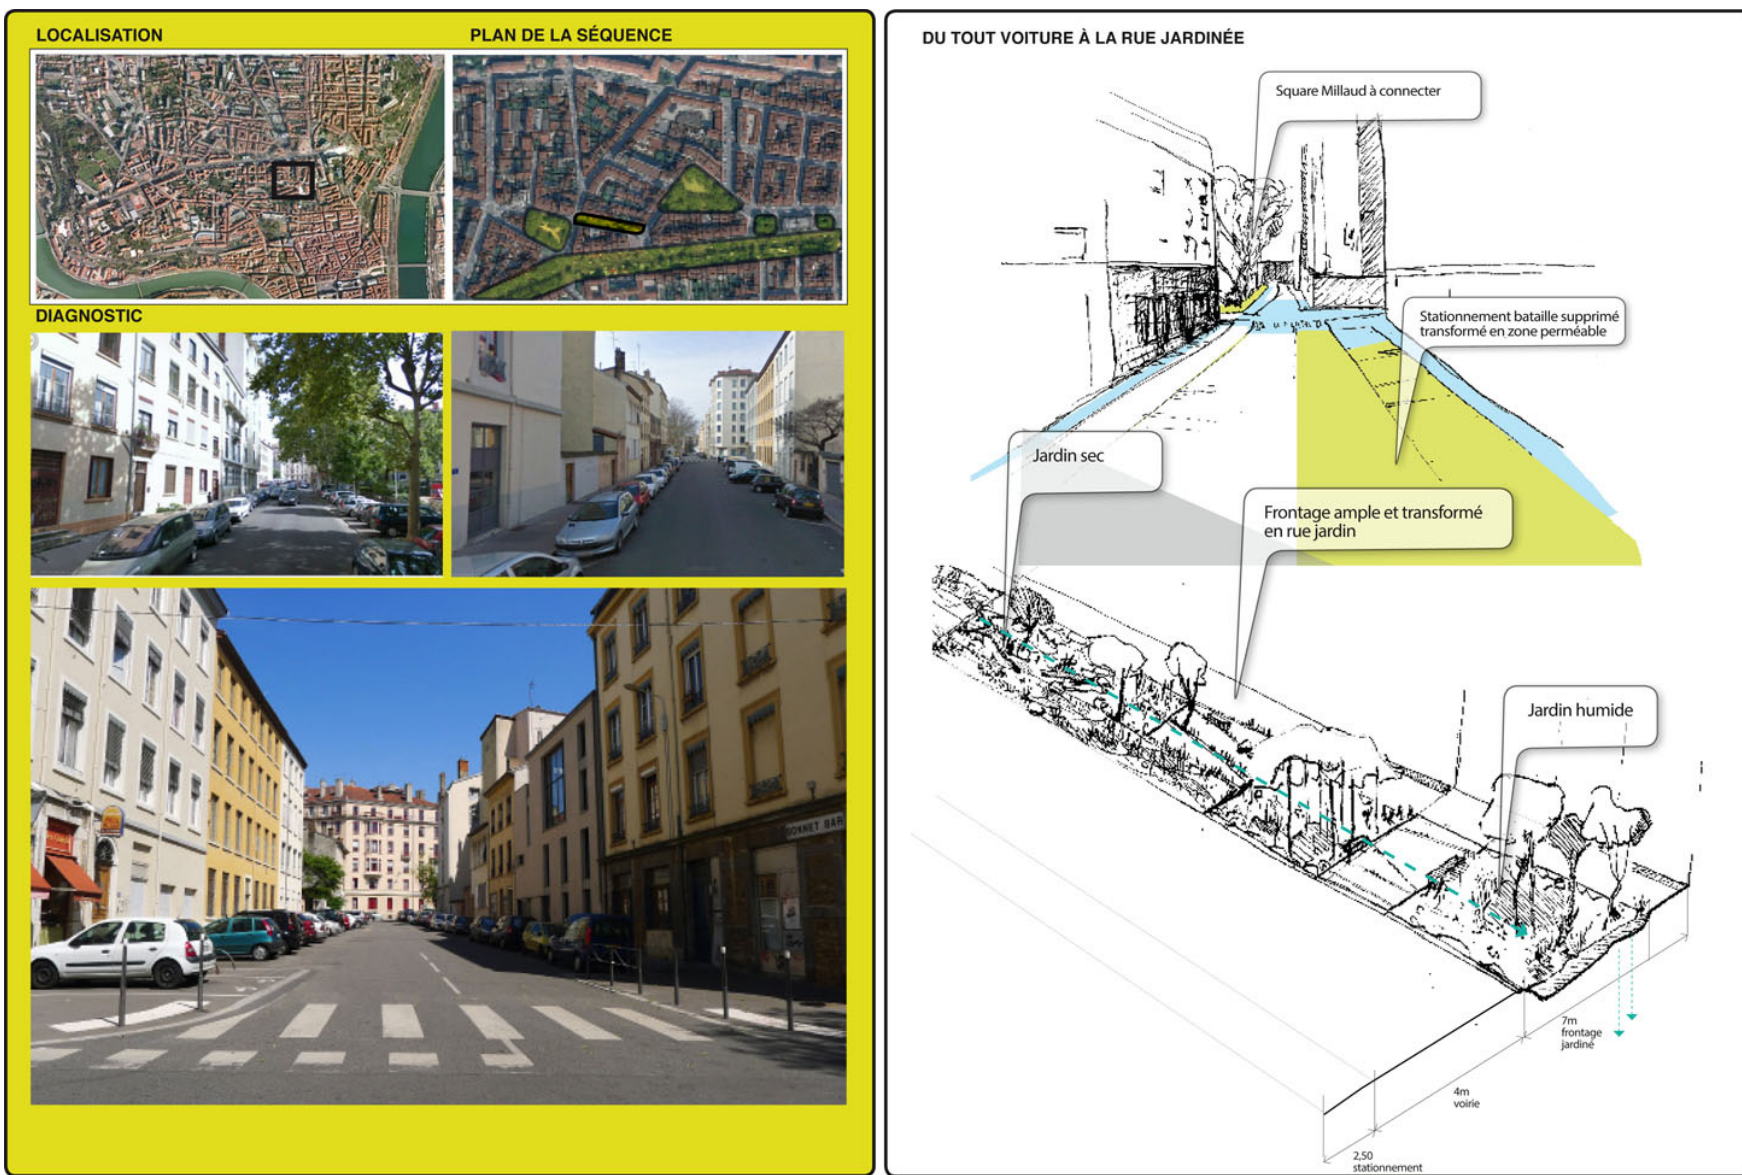 LOCALISATION
PLAN DE LA SÉQUENCE
DIAGNOSTIC
BONNET BAR
DU TOUT VOITURE À LA RUE JARDINÉE
Square Millaud à connecter
Stationnement bataille supprimé
transformé en zone perméable
Jardin sec
Frontage ample et transformé
en rue jardin
Jardin humide
7m
frontage
jardiné
4m
voirie
2,50
stationnement